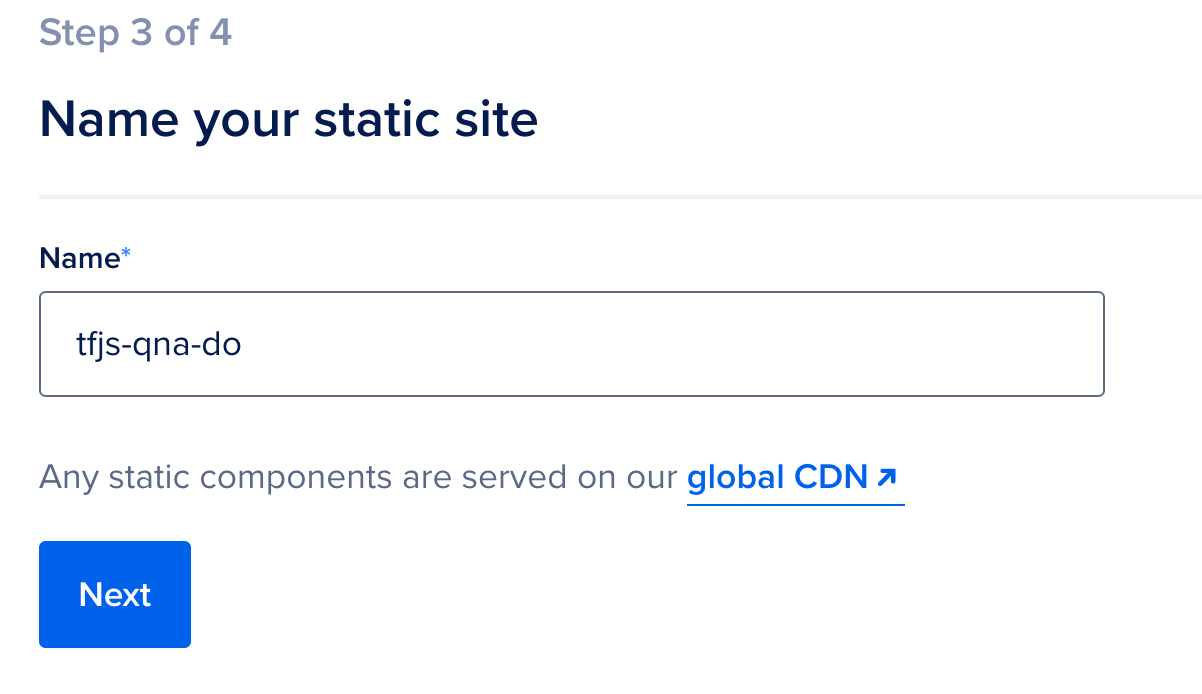 Step 3 of 4
Name your static site
Name*
tfjs-qna-do
Any static components are served on our global CDN ↗
Next